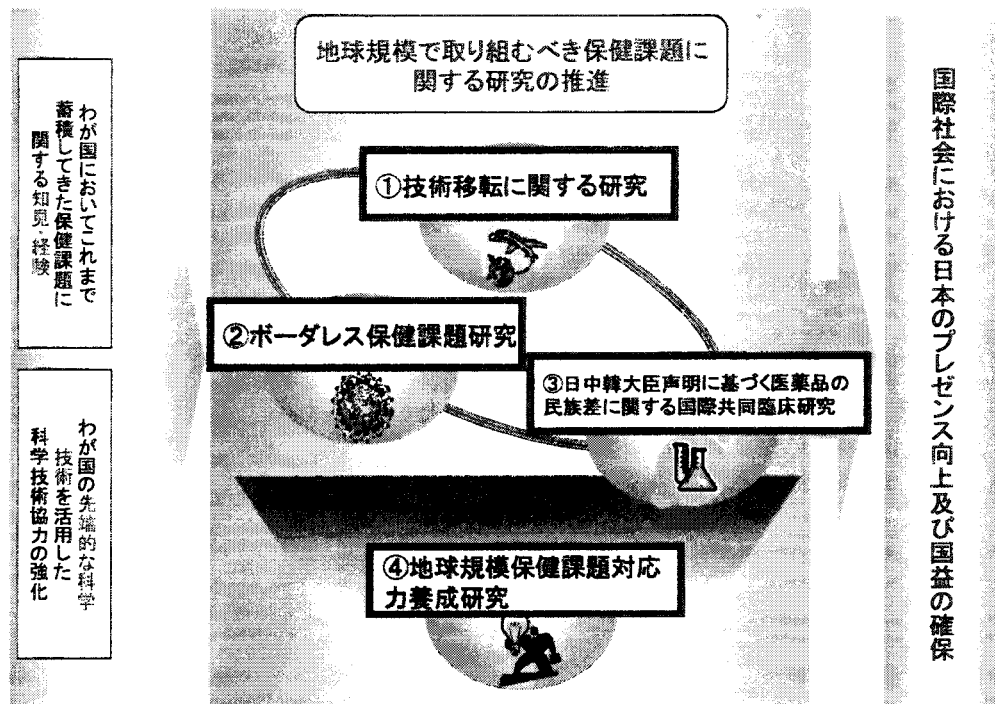 地球規模で取り組むべき保健課題に
関する研究の推進
わが国においてこれまで
蓄積してきた保健課題に
関する知見・経験
わが国の先端的な科学
技術を活用した
科学技術協力の強化
①技術移転に関する研究
②ボーダレス保健課題研究
③日中韓大臣声明に基づく医薬品の
民族差に関する国際共同臨床研究
④地球規模保健課題対応
力養成研究
国際社会における日本のプレゼンス向上及び国益の確保